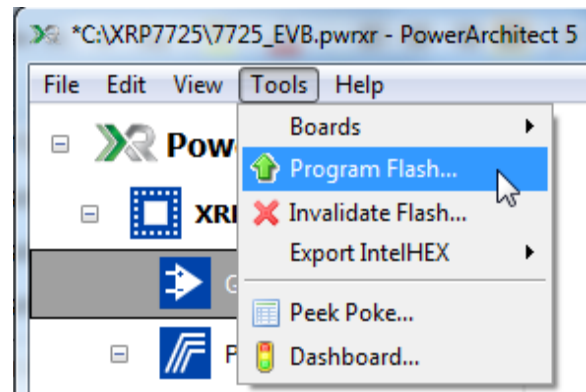 *C:\XRP7725\7725_EVB.pwrxr - PowerArchitect 5
File Edit View Tools Help
Boards
Program Flash...
Invalidate Flash...
Export IntelHEX
Peek Poke...
Dashboard...